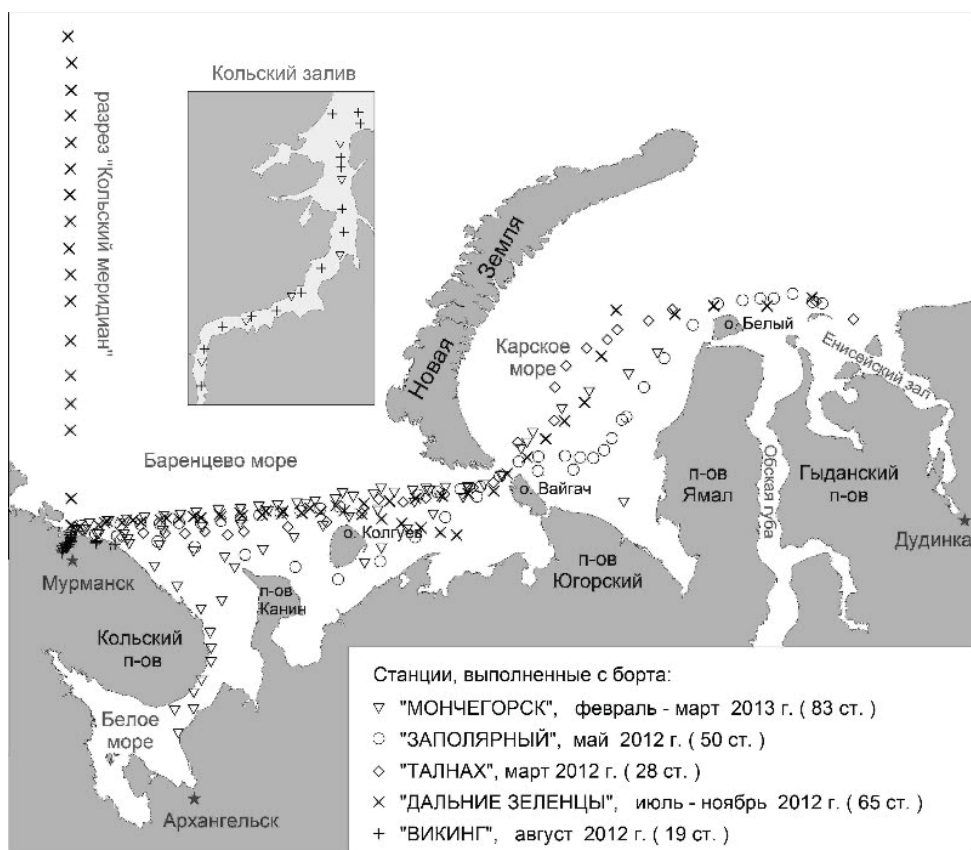 Кольский залив
разрез "Кольский меридиан"
Новая Земля
Карское
море
о. Белый
Енисейский зал
Баренцево море
о. Вайгач
п-ов
Ямал
Обская губа
Гыданский
п-ов
о. Колгуев
Дудинка
Мурманск
п-ов
Канин
п-ов
Югорский
Кольский
п-ов
Белое
море
Архангельск
Станции, выполненные с борта:
"МОНЧЕГОРСК", февраль - март 2013 г. ( 83 ст. )
"ЗАПОЛЯРНЫЙ", май 2012 г. ( 50 ст. )
"ТАЛНАХ", март 2012 г. ( 28 ст. )
"ДАЛЬНИЕ ЗЕЛЕНЦЫ", июль - ноябрь 2012 г. ( 65 ст. )
"ВИКИНГ", август 2012 г. ( 19 ст. )